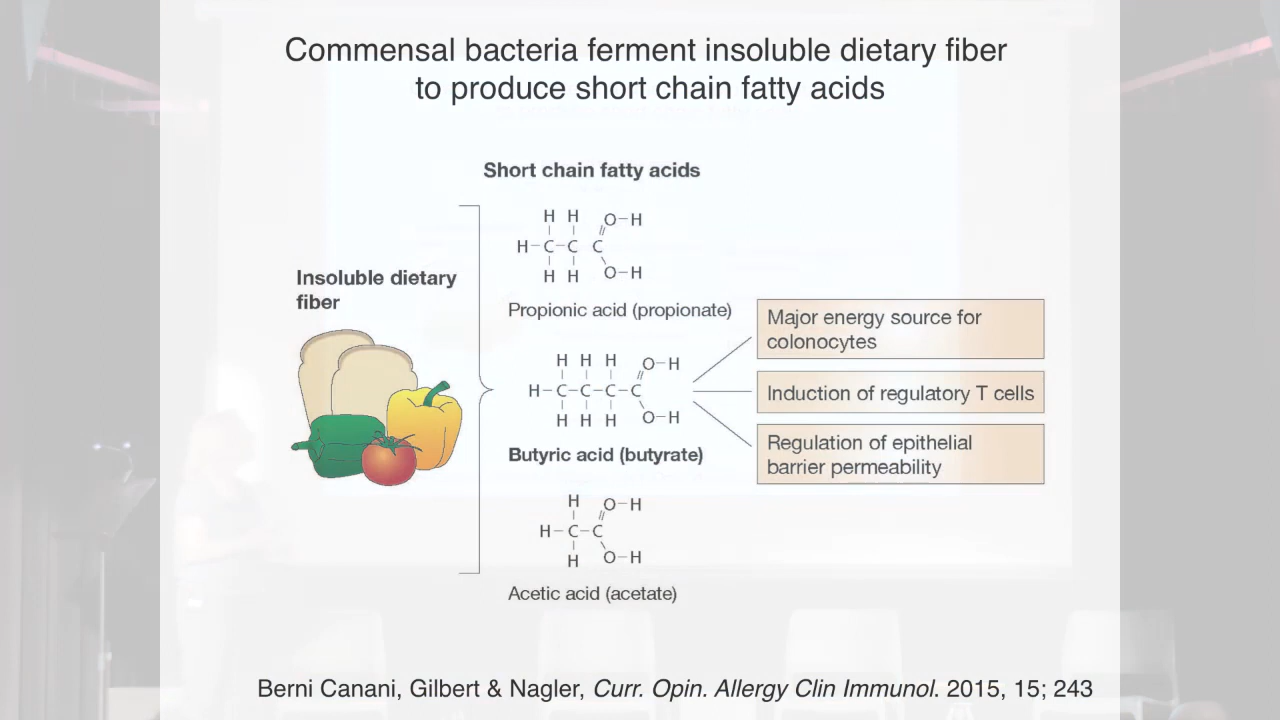 Commensal bacteria ferment insoluble dietary fiber
to produce short chain fatty acids
Short chain fatty acids
Insoluble dietary
fiber
H H O-H
H-C-C C
H H O-H
Propionic acid (propionate)
H H H O-H
H-C-C-C-C
H H H O-H
Butyric acid (butyrate)
H O-H
H-C-C
H O-H
Acetic acid (acetate)
Major energy source for
colonocytes
Induction of regulatory T cells
Regulation of epithelial
barrier permeability
Berni Canani, Gilbert & Nagler, Curr. Opin. Allergy Clin Immunol. 2015, 15; 243